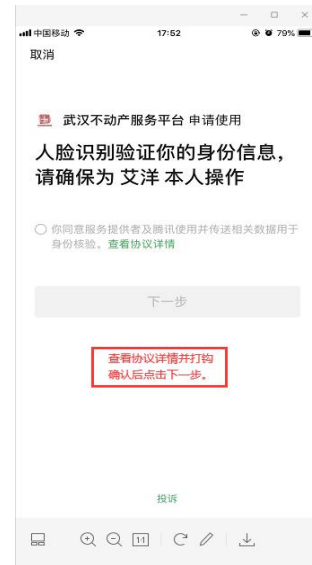 中国移动 17:52 79%
取消
武汉不动产服务平台 申请使用
人脸识别验证你的身份信息，
请确保为 艾洋 本人操作
你同意服务提供者及腾讯使用并传送相关数据用于
身份核验。查看协议详情
下一步
查看协议详情并打钩
确认后点击下一步。
投诉
1:1